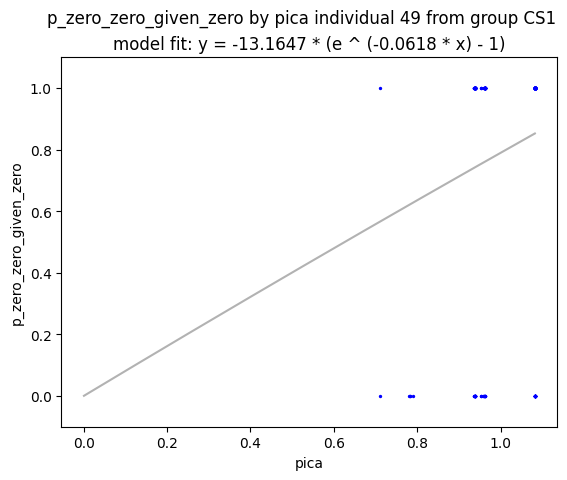 p_zero_zero_given_zero by pica individual 49 from group CS1
model fit: y = -13.1647 * (e ^ (-0.0618 * x) - 1)
1.0
0.8
0.6
0.4
0.2
0.0
p_zero_zero_given_zero
0.0 0.2 0.4 0.6 0.8 1.0
pica